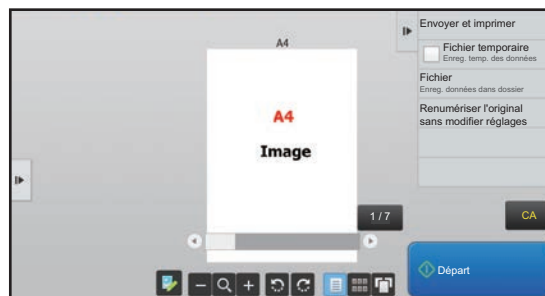 A4
A4
Image
1 / 7
Envoyer et imprimer
Fichier temporaire
Enreg. temp. des données
Fichier
Enreg. données dans dossier
Renumériser l'original
sans modifier réglages
CA
Départ